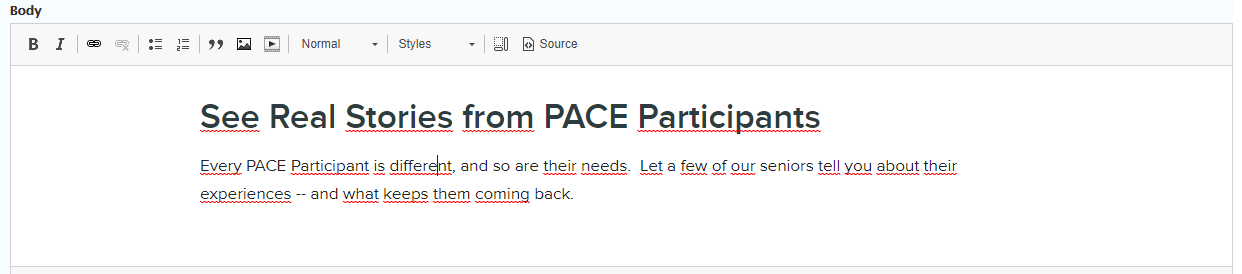 Body
B I Normal Styles Source
See Real Stories from PACE Participants
Every PACE Participant is different, and so are their needs.  Let a few of our seniors tell you about their
experiences -- and what keeps them coming back.